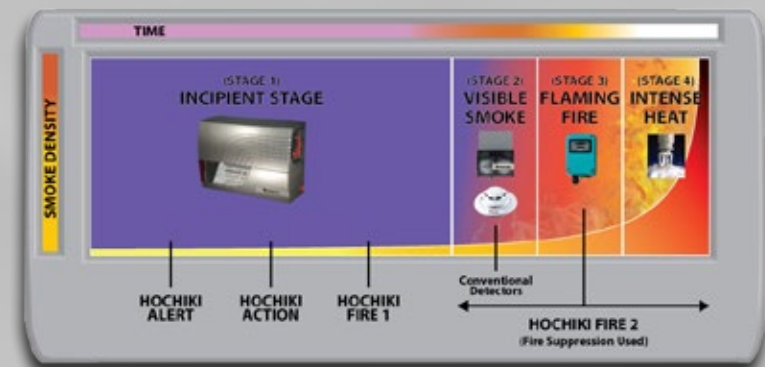 TIME
SMOKE DENSITY
(STAGE 1)
INCIPIENT STAGE
(STAGE 2)
VISIBLE
SMOKE
(STAGE 3)
FLAMING
FIRE
(STAGE 4)
INTENSE
HEAT
HOCHIKI
ALERT
HOCHIKI
ACTION
HOCHIKI
FIRE 1
Conventional
Detectors
HOCHIKI FIRE 2
(Fire Suppression Used)